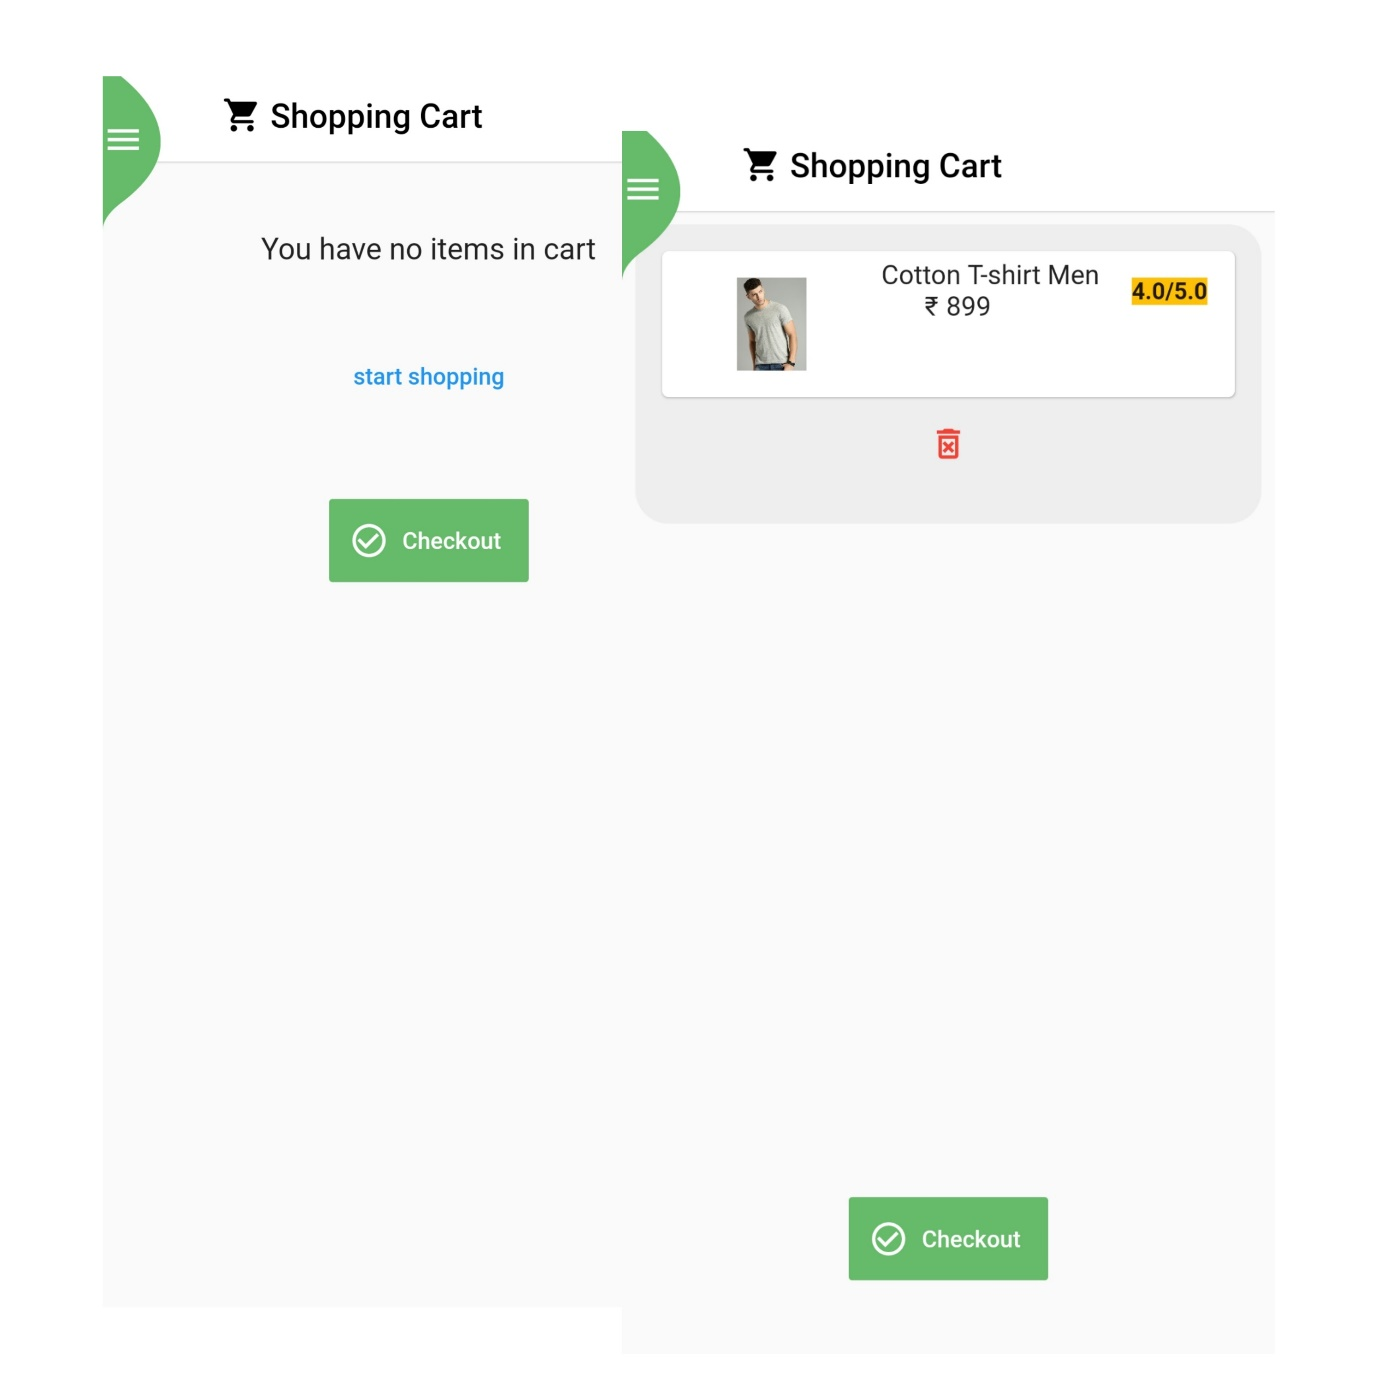 Shopping Cart
You have no items in cart
start shopping
Checkout
Shopping Cart
Cotton T-shirt Men
₹ 899
4.0/5.0
Checkout